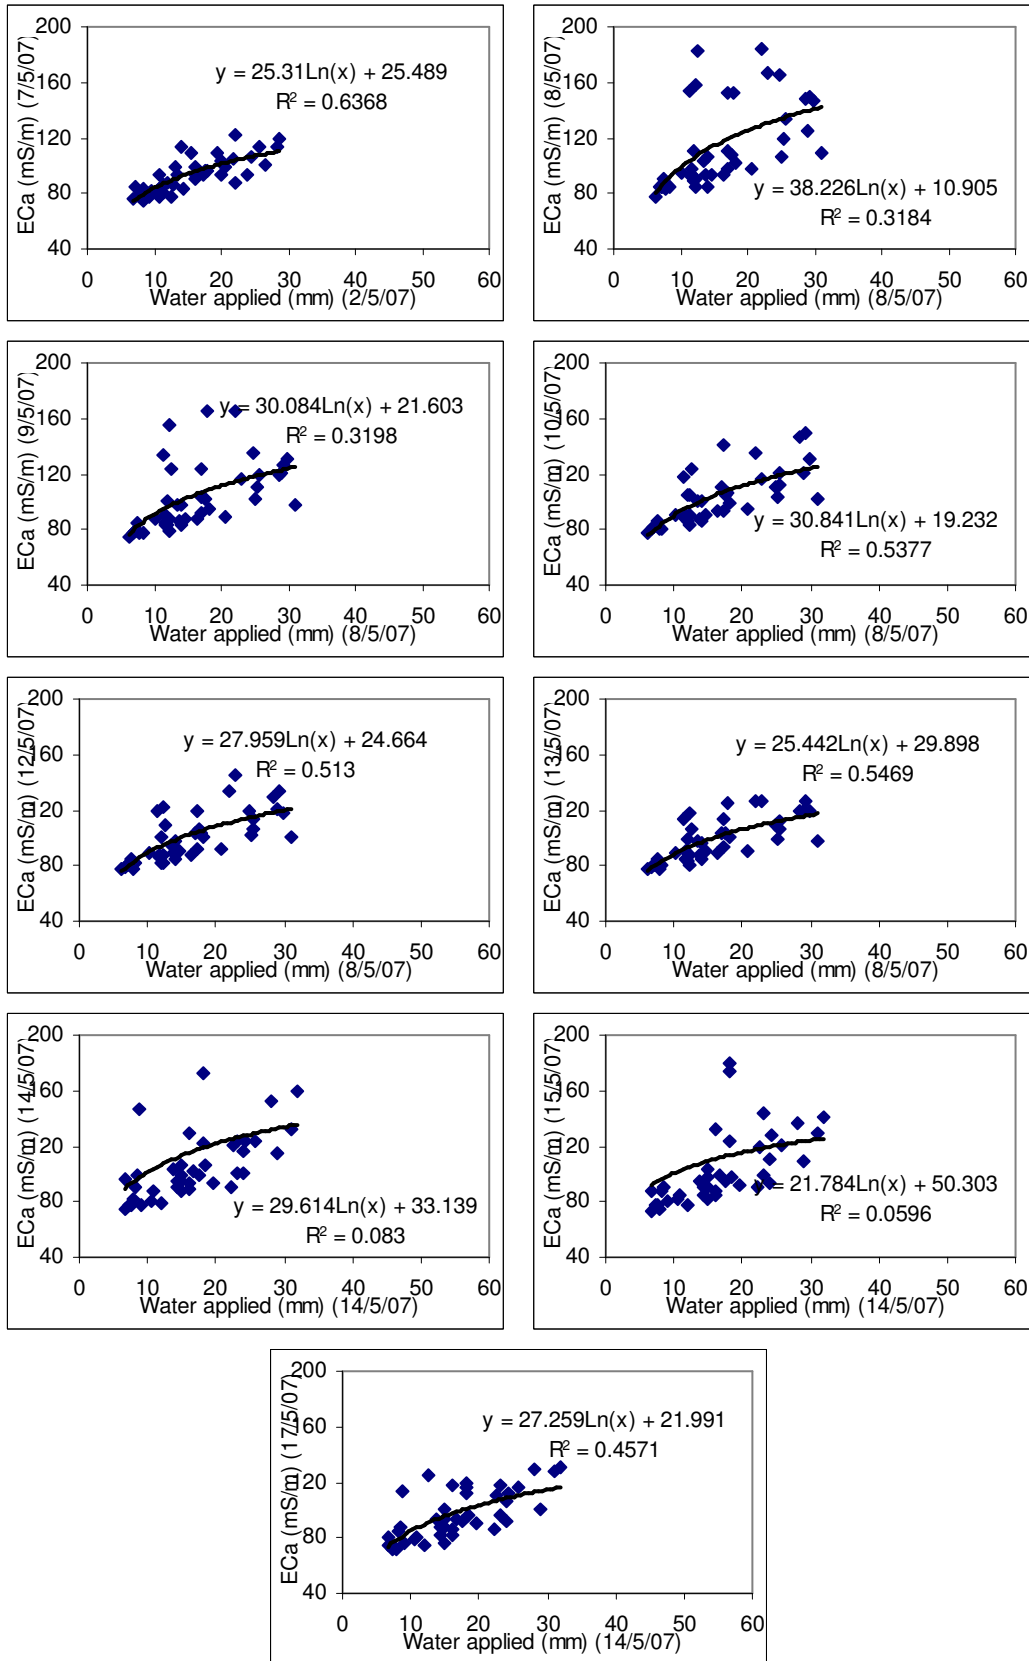 ECa (mS/m) (7/5/07)
200
160
120
80
40
y = 25.31Ln(x) + 25.489
R² = 0.6368
0 10 20 30 40 50 60
Water applied (mm) (2/5/07)
ECa (mS/m) (8/5/07)
200
160
120
80
40
y = 38.226Ln(x) + 10.905
R² = 0.3184
0 10 20 30 40 50 60
Water applied (mm) (8/5/07)
ECa (mS/m) (9/5/07)
200
160
120
80
40
y = 30.084Ln(x) + 21.603
R² = 0.3198
0 10 20 30 40 50 60
Water applied (mm) (8/5/07)
ECa (mS/m) (10/5/07)
200
160
120
80
40
y = 30.841Ln(x) + 19.232
R² = 0.5377
0 10 20 30 40 50 60
Water applied (mm) (8/5/07)
ECa (mS/m) (12/5/07)
200
160
120
80
40
y = 27.959Ln(x) + 24.664
R² = 0.513
0 10 20 30 40 50 60
Water applied (mm) (8/5/07)
ECa (mS/m) (13/5/07)
200
160
120
80
40
y = 25.442Ln(x) + 29.898
R² = 0.5469
0 10 20 30 40 50 60
Water applied (mm) (8/5/07)
ECa (mS/m) (14/5/07)
200
160
120
80
40
y = 29.614Ln(x) + 33.139
R² = 0.083
0 10 20 30 40 50 60
Water applied (mm) (14/5/07)
ECa (mS/m) (15/5/07)
200
160
120
80
40
y = 21.784Ln(x) + 50.303
R² = 0.0596
0 10 20 30 40 50 60
Water applied (mm) (14/5/07)
ECa (mS/m) (17/5/07)
200
160
120
80
40
y = 27.259Ln(x) + 21.991
R² = 0.4571
0 10 20 30 40 50 60
Water applied (mm) (14/5/07)